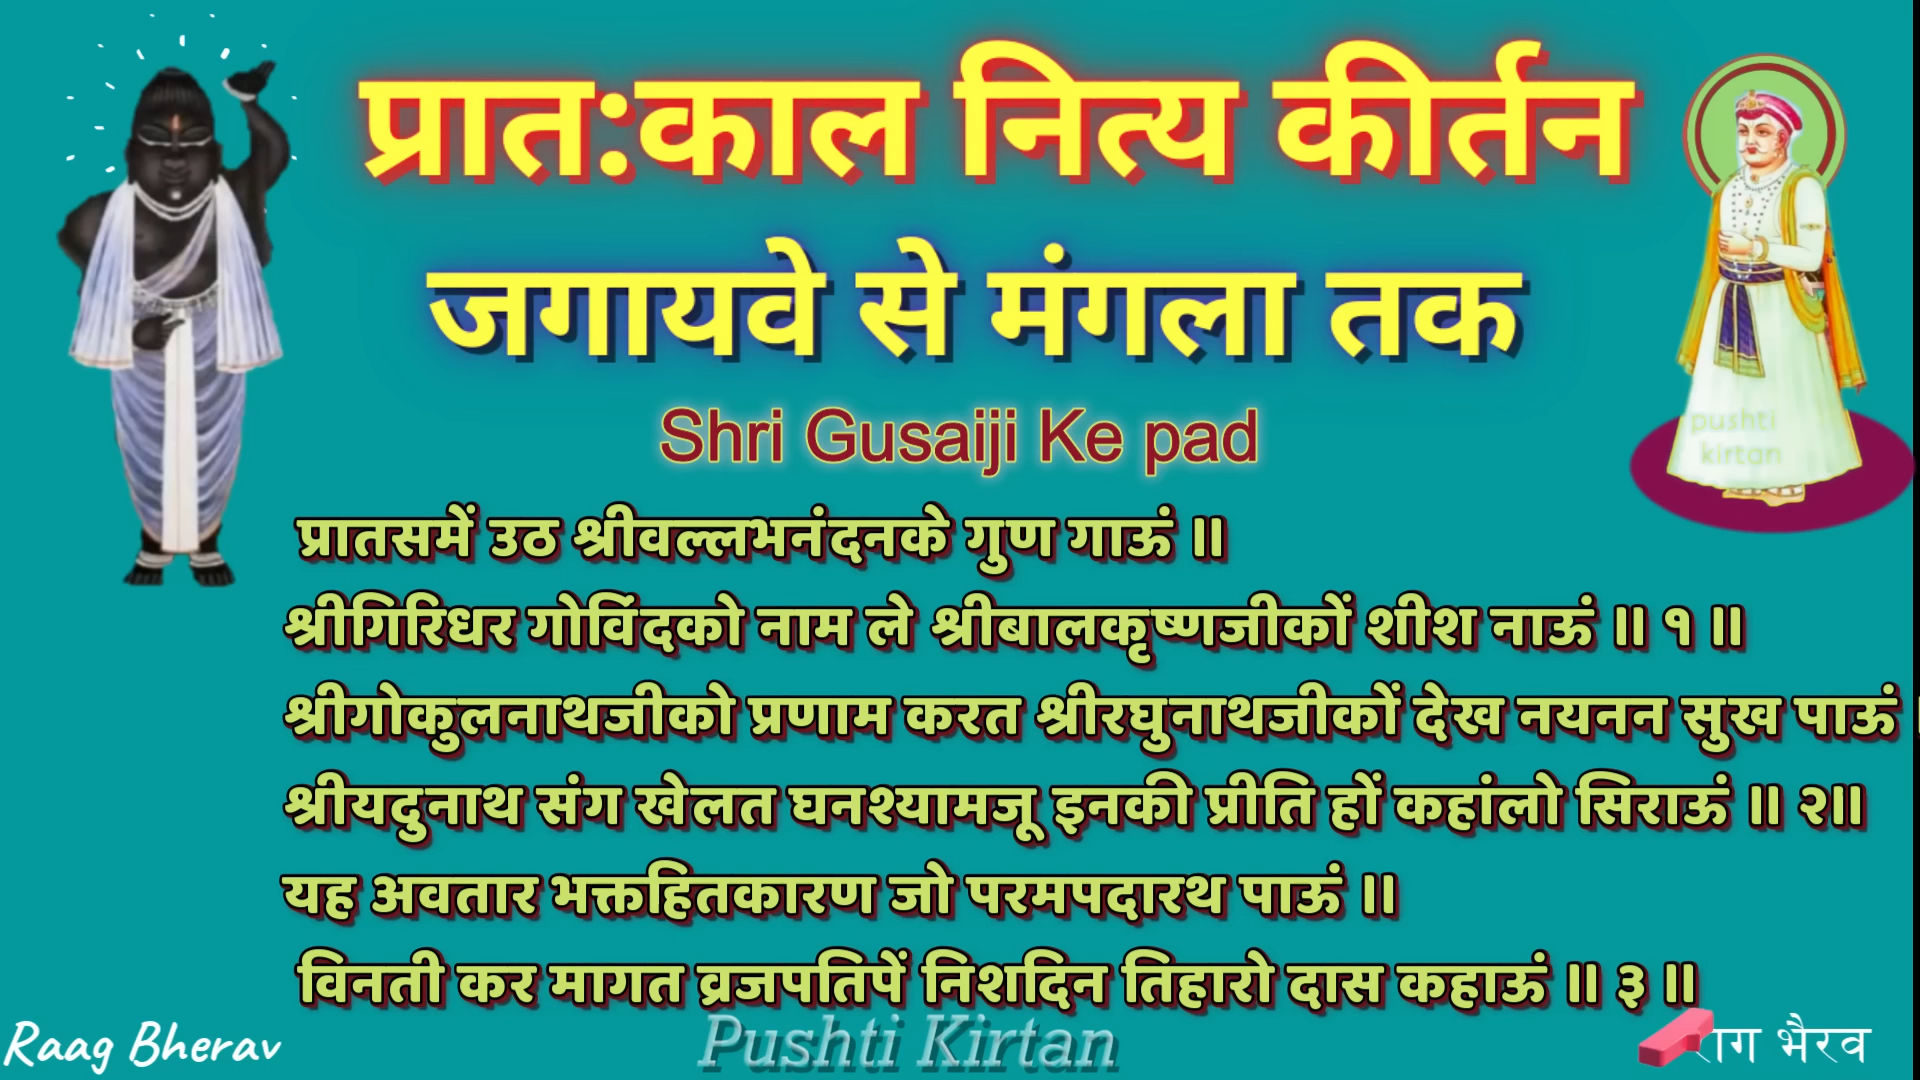 प्रात:काल नित्य कीर्तन
जगायवे से मंगला तक
Shri Gusaiji Ke pad
pushti
kirtan
प्रातसमें उठ श्रीवल्लभनंदनके गुण गाऊं ॥
श्रीगिरिधर गोविंदको नाम ले श्रीबालकृष्णजीकों शीश नाऊं ॥ १ ॥
श्रीगोकुलनाथजीको प्रणाम करत श्रीरघुनाथजीकों देख नयनन सुख पाऊं
श्रीयदुनाथ संग खेलत घनश्यामजू इनकी प्रीति हों कहांलो सिराऊं ॥ २॥
यह अवतार भक्तहितकारण जो परमपदारथ पाऊं ॥
विनती कर मागत व्रजपतिपें निशदिन तिहारो दास कहाऊं ॥ ३ ॥
Raag Bherav
Pushti Kirtan
राग भैरव